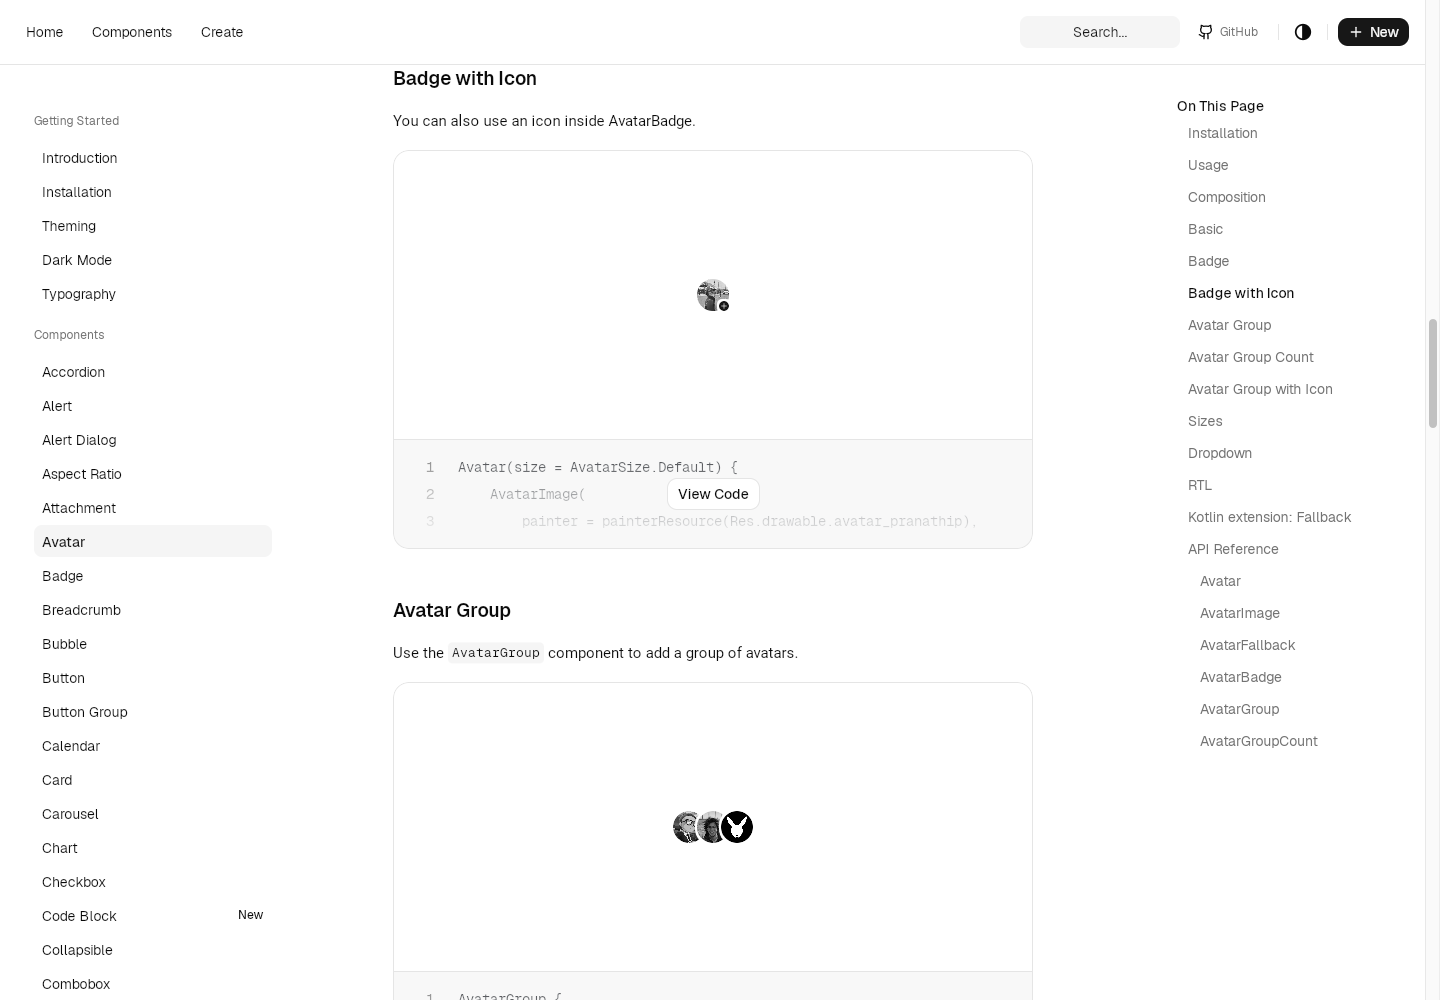 Home Components Create Search... GitHub New
Getting Started
Introduction
Installation
Theming
Dark Mode
Typography
Components
Accordion
Alert
Alert Dialog
Aspect Ratio
Attachment
Avatar
Badge
Breadcrumb
Bubble
Button
Button Group
Calendar
Card
Carousel
Chart
Checkbox
Code Block New
Collapsible
Combobox
Badge with Icon
You can also use an icon inside AvatarBadge.
1 Avatar(size = AvatarSize.Default) {
2 AvatarImage(
View Code
3 painter = painterResource(Res.drawable.avatar_pranathip),
Avatar Group
Use the AvatarGroup component to add a group of avatars.
1 AvatarGroup {
On This Page
Installation
Usage
Composition
Basic
Badge
Badge with Icon
Avatar Group
Avatar Group Count
Avatar Group with Icon
Sizes
Dropdown
RTL
Kotlin extension: Fallback
API Reference
Avatar
AvatarImage
AvatarFallback
AvatarBadge
AvatarGroup
AvatarGroupCount